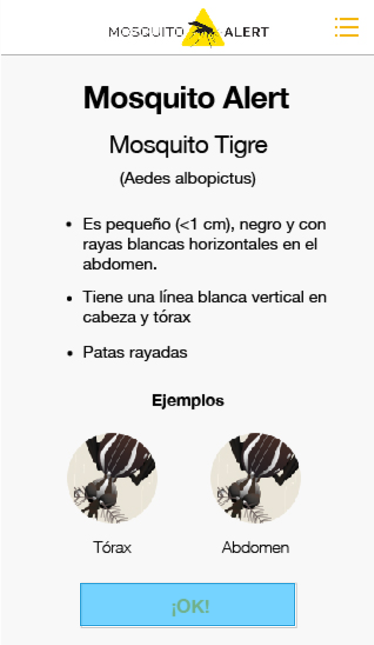 MOSQUITO ALERT
Mosquito Alert
Mosquito Tigre
(Aedes albopictus)
• Es pequeño (<1 cm), negro y con
rayas blancas horizontales en el
abdomen.
• Tiene una línea blanca vertical en
cabeza y tórax
• Patas rayadas
Ejemplos
Tórax Abdomen
¡OK!